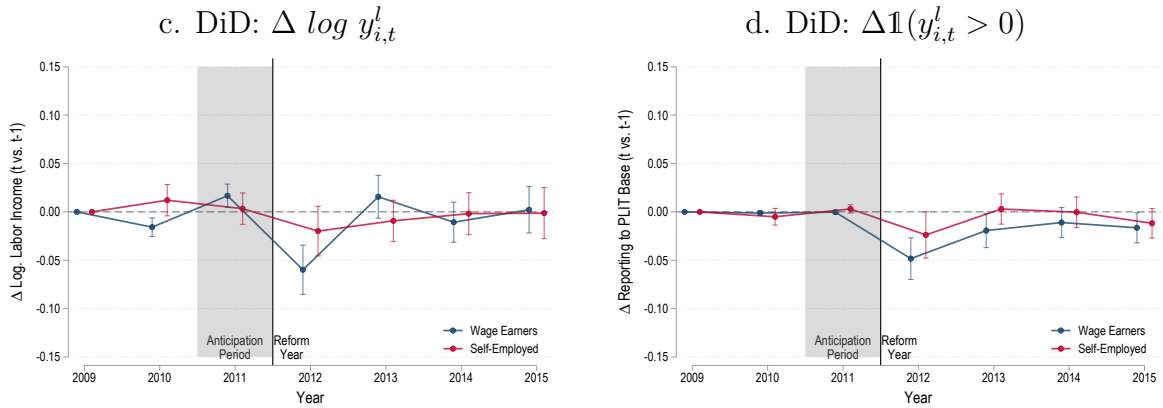 c. DiD: Δ log y^l_{i,t}
Δ Log. Labor Income (t vs. t-1)
0.15
0.10
0.05
0.00
-0.05
-0.10
-0.15
Anticipation
Period
Reform
Year
Wage Earners
Self-Employed
2009 2010 2011 2012 2013 2014 2015
Year
d. DiD: Δ𝟙(y^l_{i,t} > 0)
Δ Reporting to PLIT Base (t vs. t-1)
0.15
0.10
0.05
0.00
-0.05
-0.10
-0.15
Anticipation
Period
Reform
Year
Wage Earners
Self-Employed
2009 2010 2011 2012 2013 2014 2015
Year